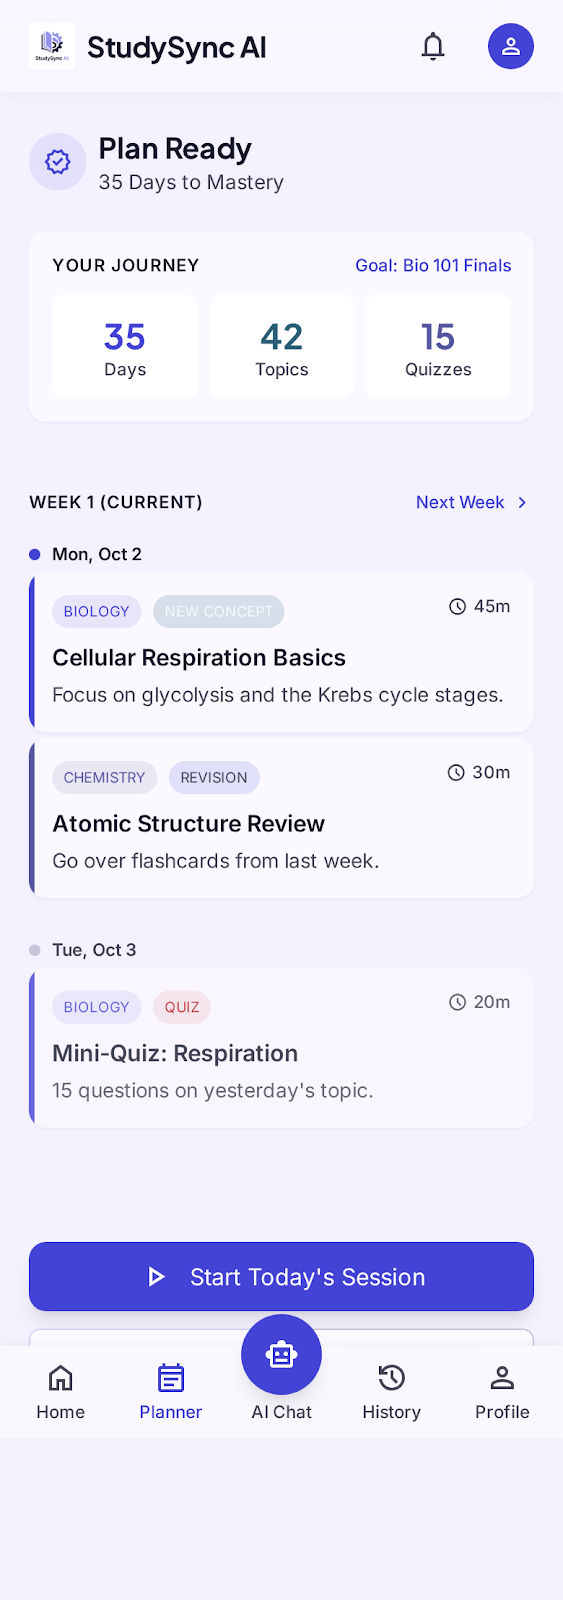 StudySync AI
StudySync AI
Plan Ready
35 Days to Mastery
YOUR JOURNEY
Goal: Bio 101 Finals
35
Days
42
Topics
15
Quizzes
WEEK 1 (CURRENT)
Next Week
Mon, Oct 2
BIOLOGY
NEW CONCEPT
45m
Cellular Respiration Basics
Focus on glycolysis and the Krebs cycle stages.
CHEMISTRY
REVISION
30m
Atomic Structure Review
Go over flashcards from last week.
Tue, Oct 3
BIOLOGY
QUIZ
20m
Mini-Quiz: Respiration
15 questions on yesterday's topic.
Start Today's Session
Home
Planner
AI Chat
History
Profile